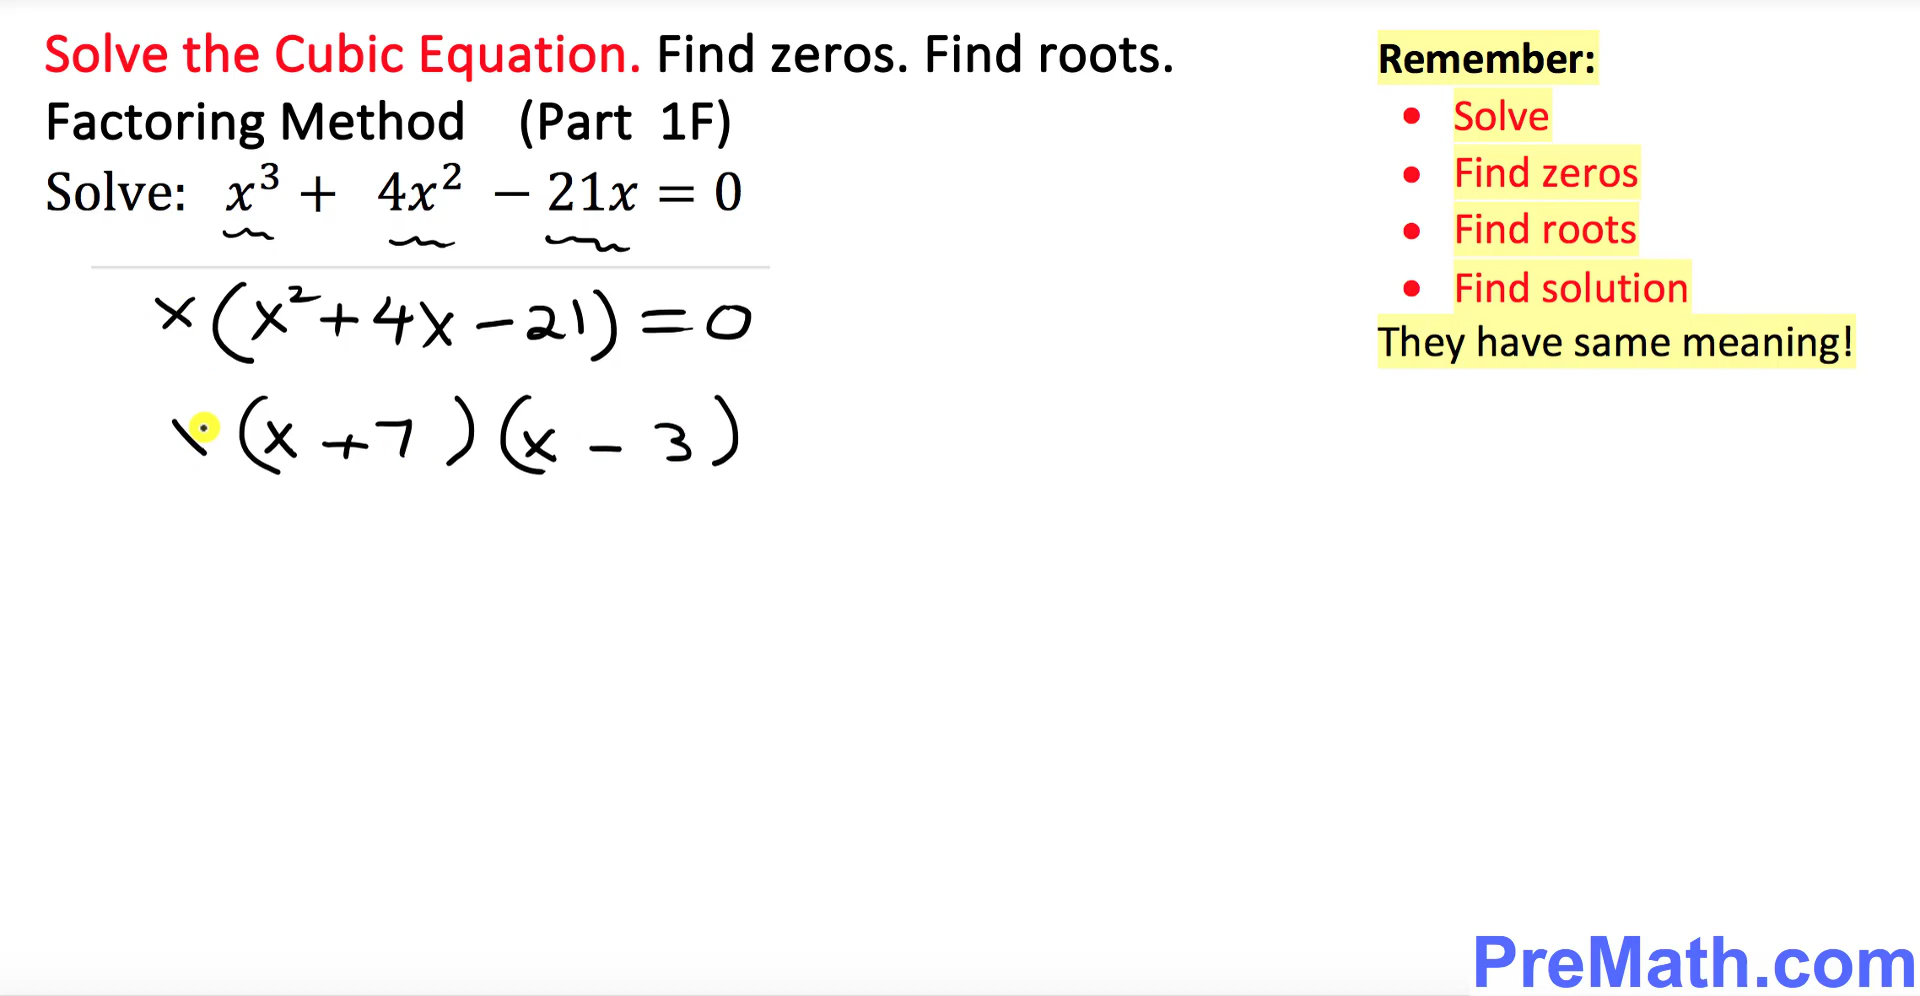 Solve the Cubic Equation. Find zeros. Find roots.
Factoring Method (Part 1F)
Solve: x³ + 4x² − 21x = 0
x(x²+4x−21)=0
(x+7)(x−3)
Remember:
• Solve
• Find zeros
• Find roots
• Find solution
They have same meaning!
PreMath.com